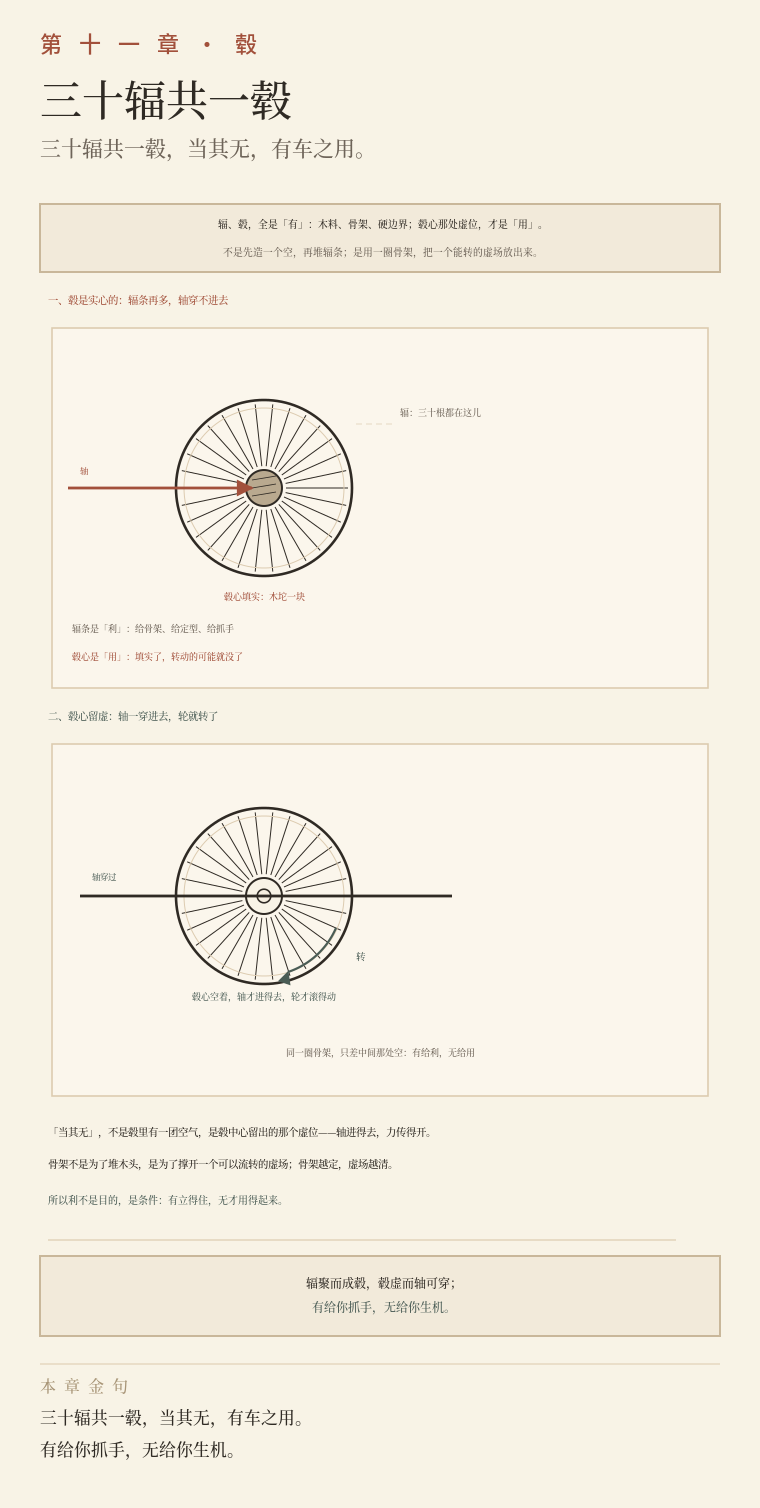 第十一章·毂
三十辐共一毂
三十辐共一毂，当其无，有车之用。
辐、毂，全是「有」：木料、骨架、硬边界；毂心那处虚位，才是「用」。
不是先造一个空，再堆辐条；是用一圈骨架，把一个能转的虚场放出来。
一、毂是实心的：辐条再多，轴穿不进去
辐：三十根都在这儿
轴
毂心填实：木坨一块
辐条是「利」：给骨架、给定型、给抓手
毂心是「用」：填实了，转动的可能就没了
二、毂心留虚：轴一穿进去，轮就转了
轴穿过
转
毂心空着，轴才进得去，轮才滚得动
同一圈骨架，只差中间那处空：有给利，无给用
「当其无」，不是毂里有一团空气，是毂中心留出的那个虚位——轴进得去，力传得开。
骨架不是为了堆木头，是为了撑开一个可以流转的虚场；骨架越定，虚场越清。
所以利不是目的，是条件：有立得住，无才用得起来。
辐聚而成毂，毂虚而轴可穿；
有给你抓手，无给你生机。
本章金句
三十辐共一毂，当其无，有车之用。
有给你抓手，无给你生机。